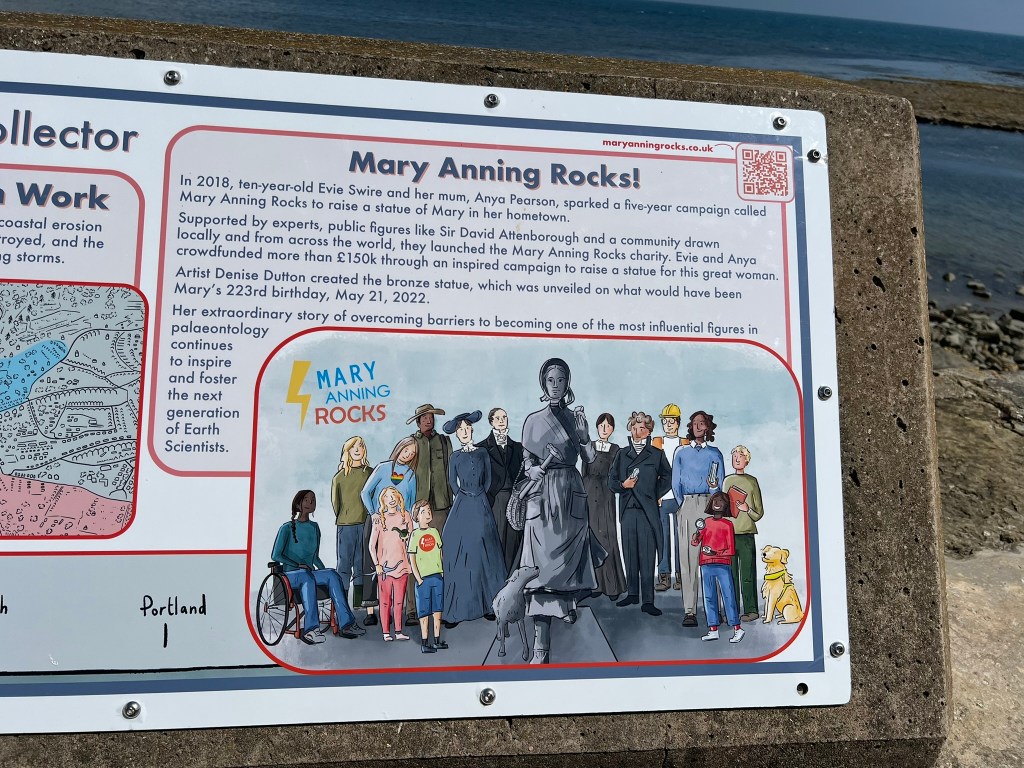 ollector
n Work
coastal erosion
troyed, and the
ng storms.
maryanningrocks.co.uk
Mary Anning Rocks!
In 2018, ten-year-old Evie Swire and her mum, Anya Pearson, sparked a five-year campaign called
Mary Anning Rocks to raise a statue of Mary in her hometown.
Supported by experts, public figures like Sir David Attenborough and a community drawn
locally and from across the world, they launched the Mary Anning Rocks charity. Evie and Anya
crowdfunded more than £150k through an inspired campaign to raise a statue for this great woman.
Artist Denise Dutton created the bronze statue, which was unveiled on what would have been
Mary's 223rd birthday, May 21, 2022.
Her extraordinary story of overcoming barriers to becoming one of the most influential figures in
palaeontology
continues
to inspire
and foster
the next
generation
of Earth
Scientists.
MARY
ANNING
ROCKS
h
Portland